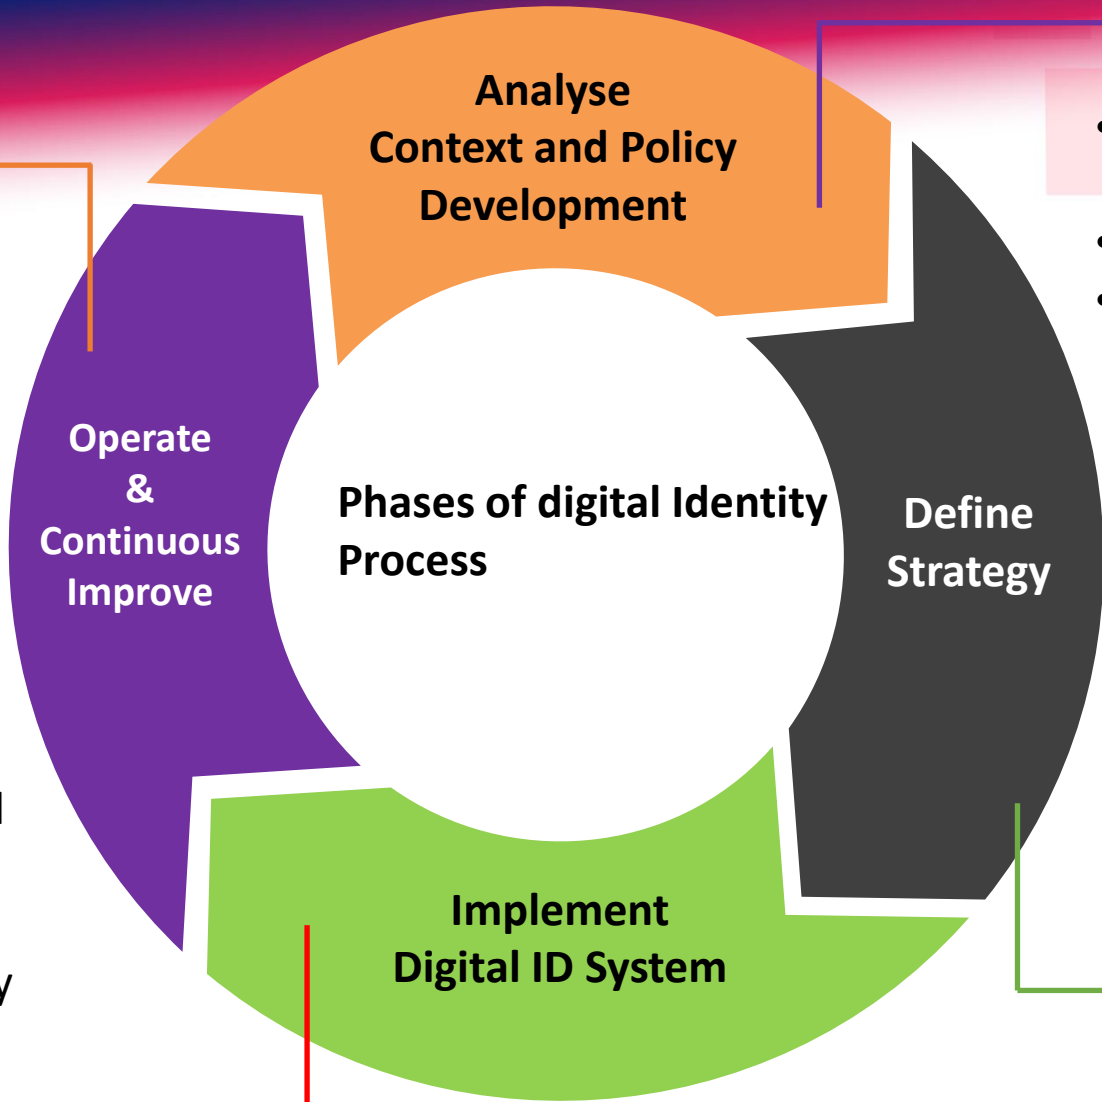 Analyse
Context and Policy
Development
Define
Strategy
Implement
Digital ID System
Operate
&
Continuous
Improve
Phases of digital Identity
Process